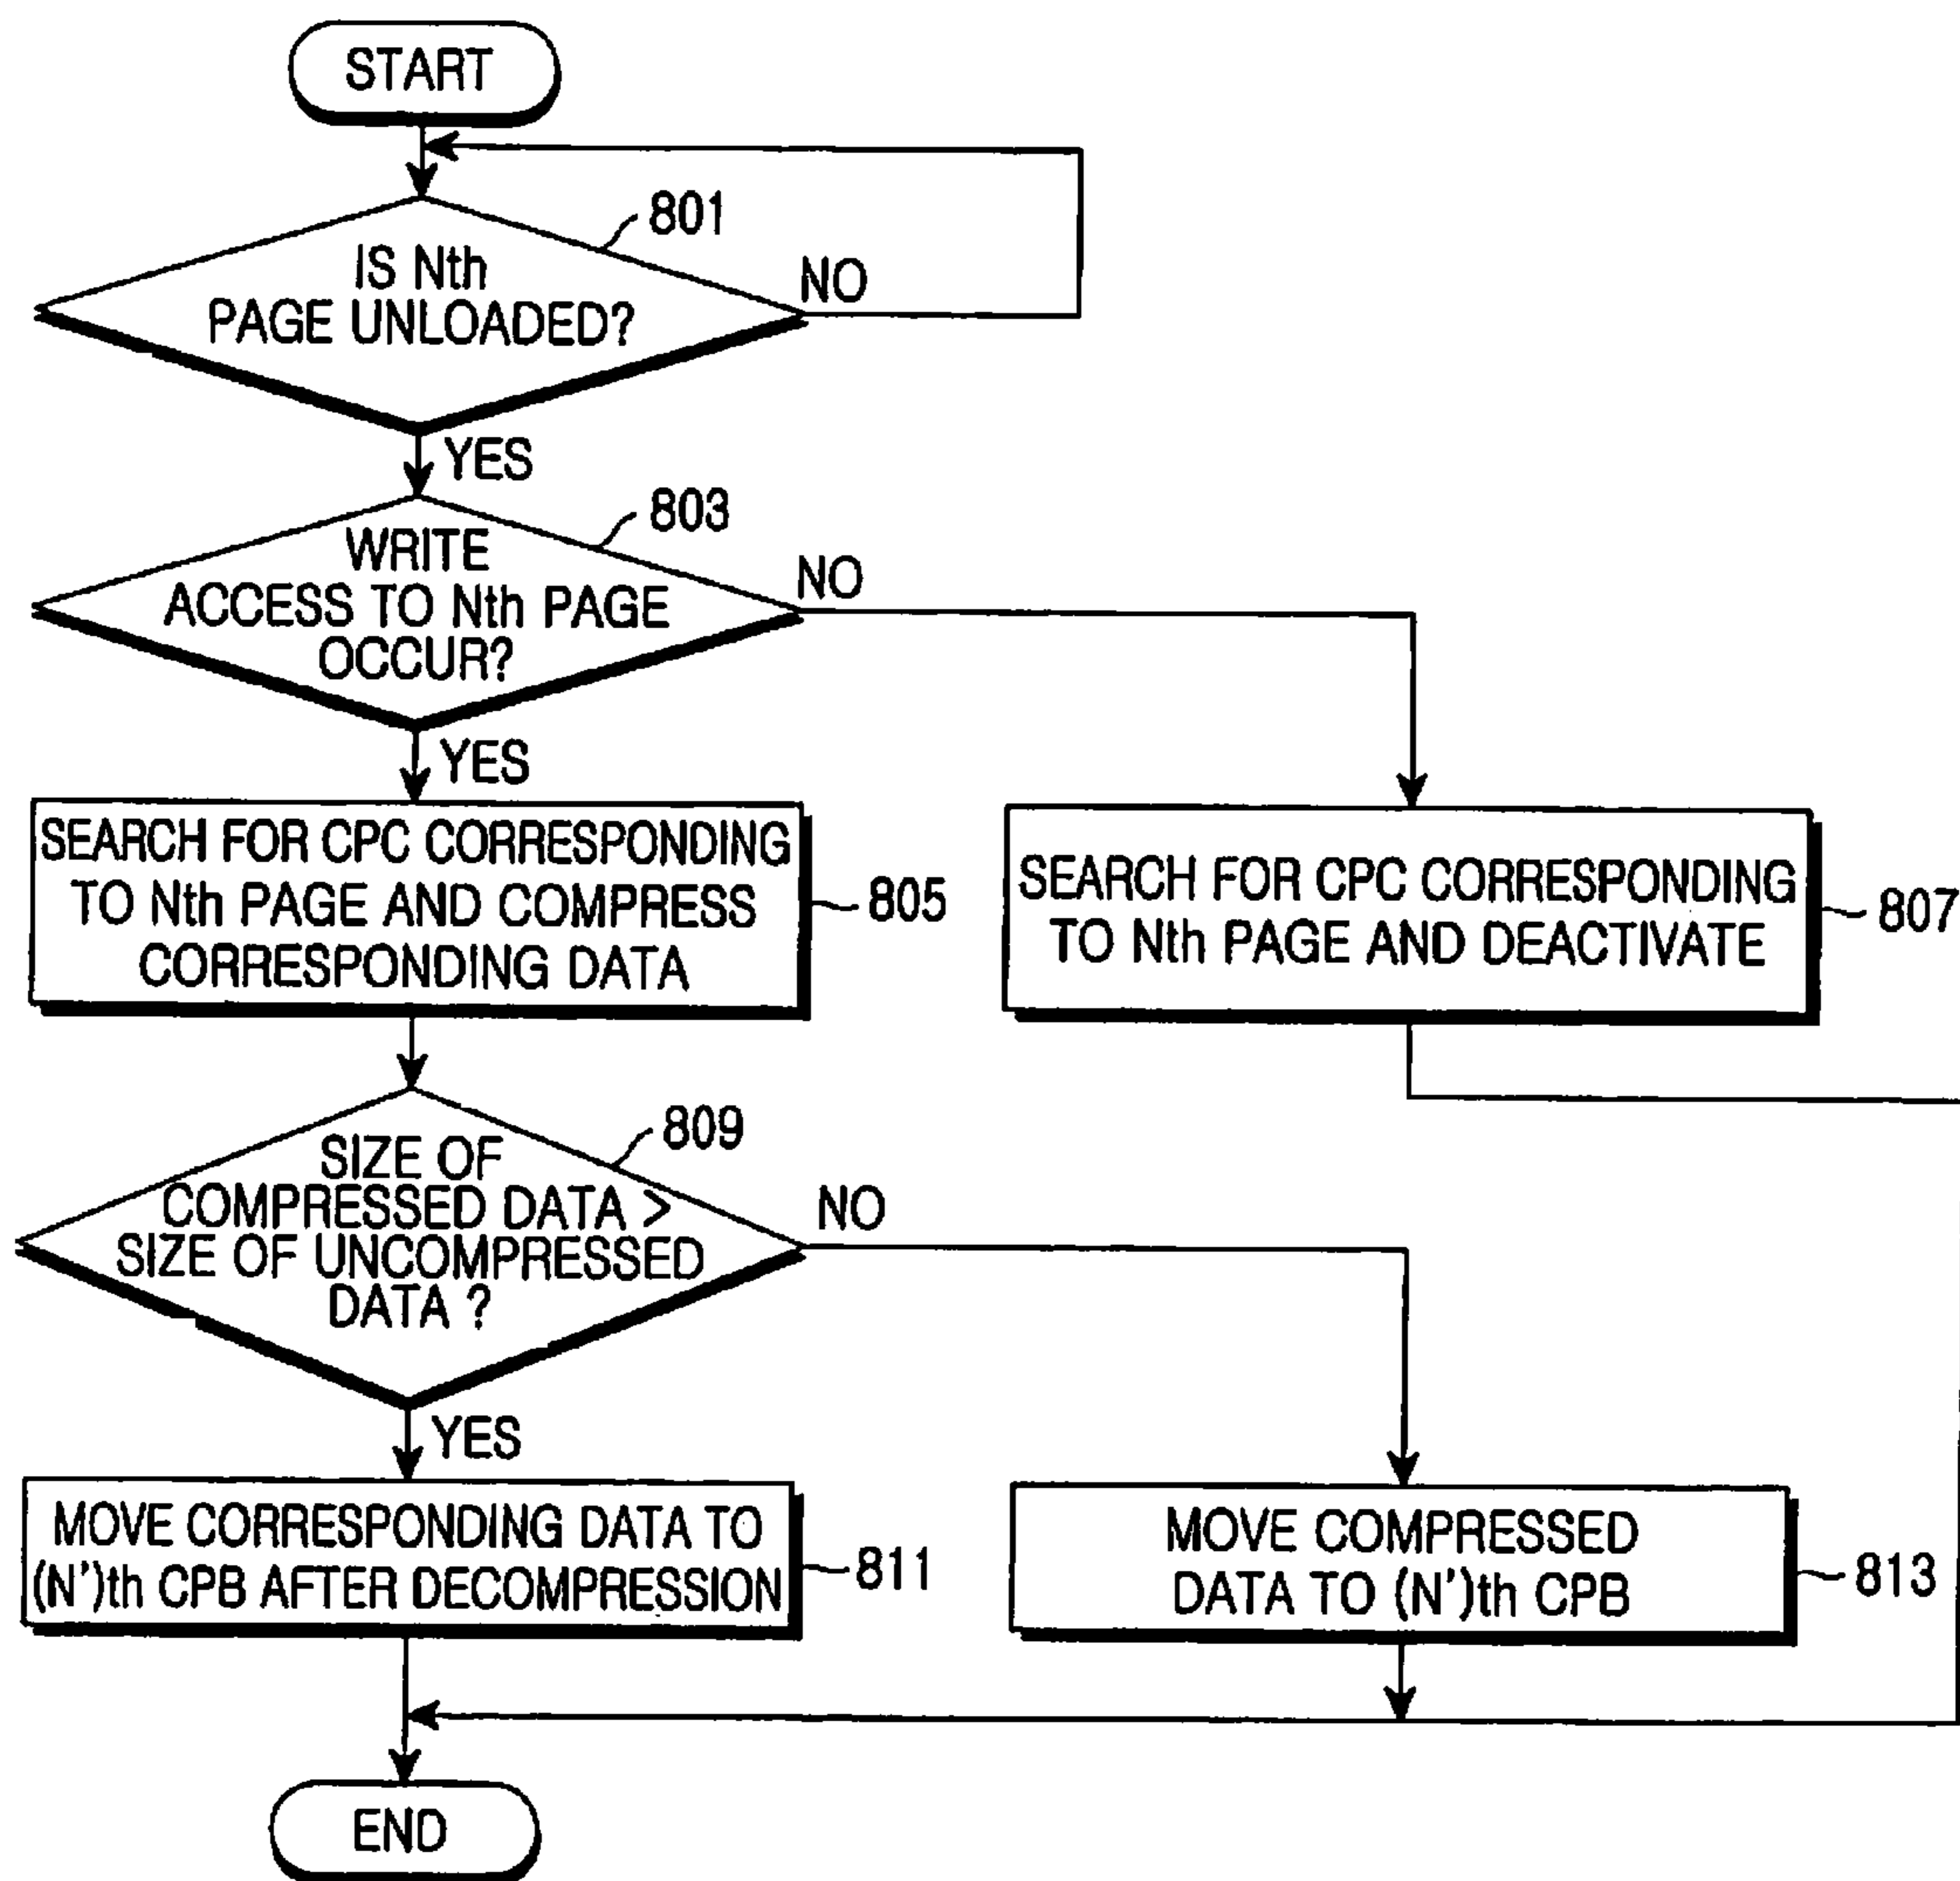 START
801
IS Nth
PAGE UNLOADED?
NO
YES
803
WRITE
ACCESS TO Nth PAGE
OCCUR?
NO
YES
SEARCH FOR CPC CORRESPONDING
TO Nth PAGE AND COMPRESS
CORRESPONDING DATA
805
SEARCH FOR CPC CORRESPONDING
TO Nth PAGE AND DEACTIVATE
807
809
SIZE OF
COMPRESSED DATA >
SIZE OF UNCOMPRESSED
DATA ?
NO
YES
MOVE CORRESPONDING DATA TO
(N')th CPB AFTER DECOMPRESSION
811
MOVE COMPRESSED
DATA TO (N')th CPB
813
END